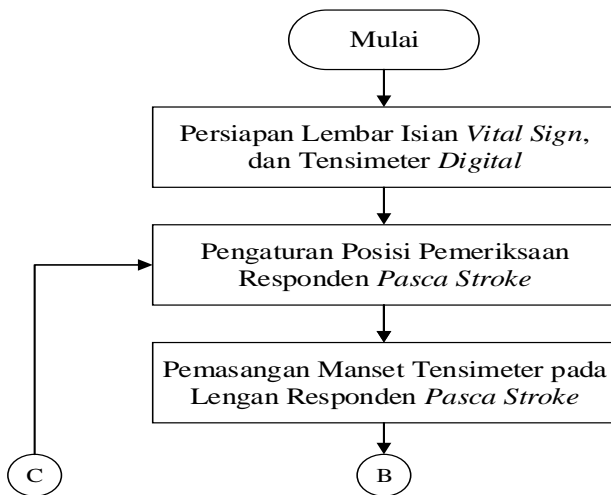 Mulai
Persiapan Lembar Isian Vital Sign,
dan Tensimeter Digital
Pengaturan Posisi Pemeriksaan
Responden Pasca Stroke
Pemasangan Manset Tensimeter pada
Lengan Responden Pasca Stroke
C
B